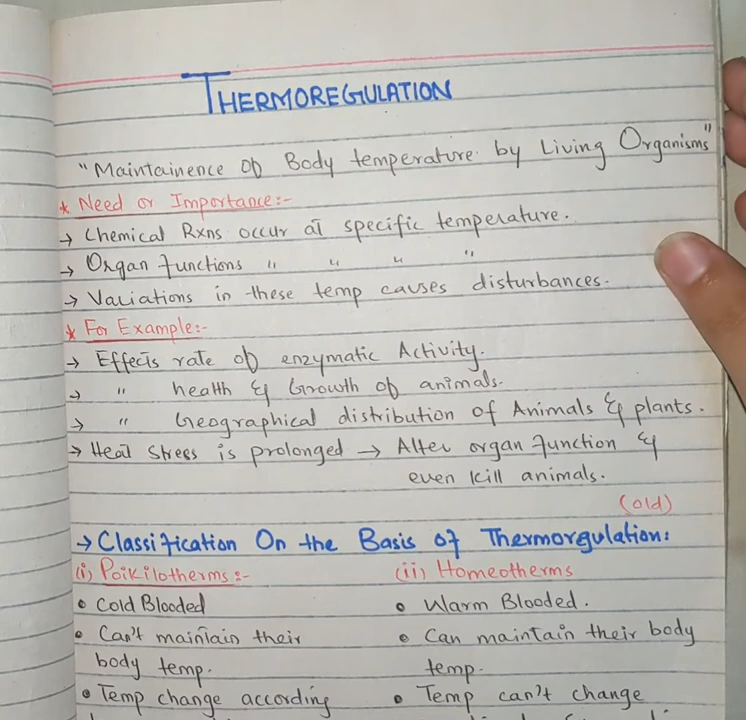 THERMOREGULATION
"Maintainence of Body temperature by Living Organisms"
* Need or Importance:-
→ Chemical Rxns occur at specific temperature.
→ Organ functions " " " "
→ Variations in these temp causes disturbances.
* For Example:-
→ Effects rate of enzymatic Activity.
→ " health & Growth of animals.
→ " Geographical distribution of Animals & plants.
→ Heat stress is prolonged → Alter organ function &
even kill animals.
(old)
→ Classification On the Basis of Thermorgulation:
(i) Poikilotherms:-
• Cold Blooded
• Can't maintain their
body temp.
• Temp change according
(ii) Homeotherms
• Warm Blooded.
• Can maintain their body
temp.
• Temp can't change